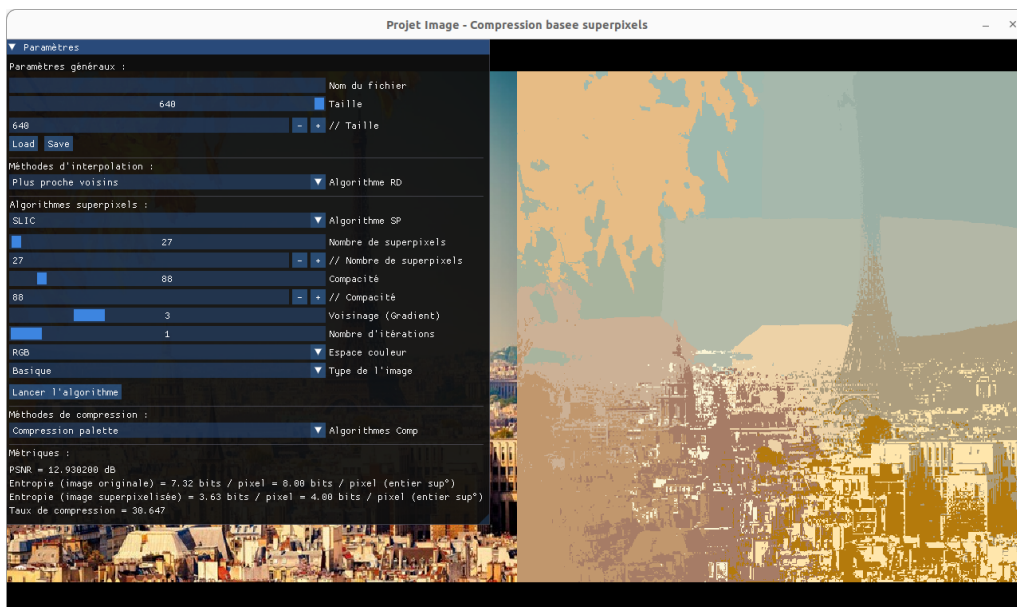 Projet Image - Compression basee superpixels
Paramètres
Paramètres généraux :
Nom du fichier
640 Taille
640 - + // Taille
Load Save
Méthodes d'interpolation :
Plus proche voisins Algorithme RD
Algorithmes superpixels :
SLIC Algorithme SP
27 Nombre de superpixels
27 - + // Nombre de superpixels
88 Compacité
88 - + // Compacité
3 Voisinage (Gradient)
1 Nombre d'itérations
RGB Espace couleur
Basique Type de l'image
Lancer l'algorithme
Méthodes de compression :
Compression palette Algorithmes Comp
Métriques :
PSNR = 12.930200 dB
Entropie (image originale) = 7.32 bits / pixel = 8.00 bits / pixel (entier sup°)
Entropie (image superpixelisée) = 3.63 bits / pixel = 4.00 bits / pixel (entier sup°)
Taux de compression = 30.647